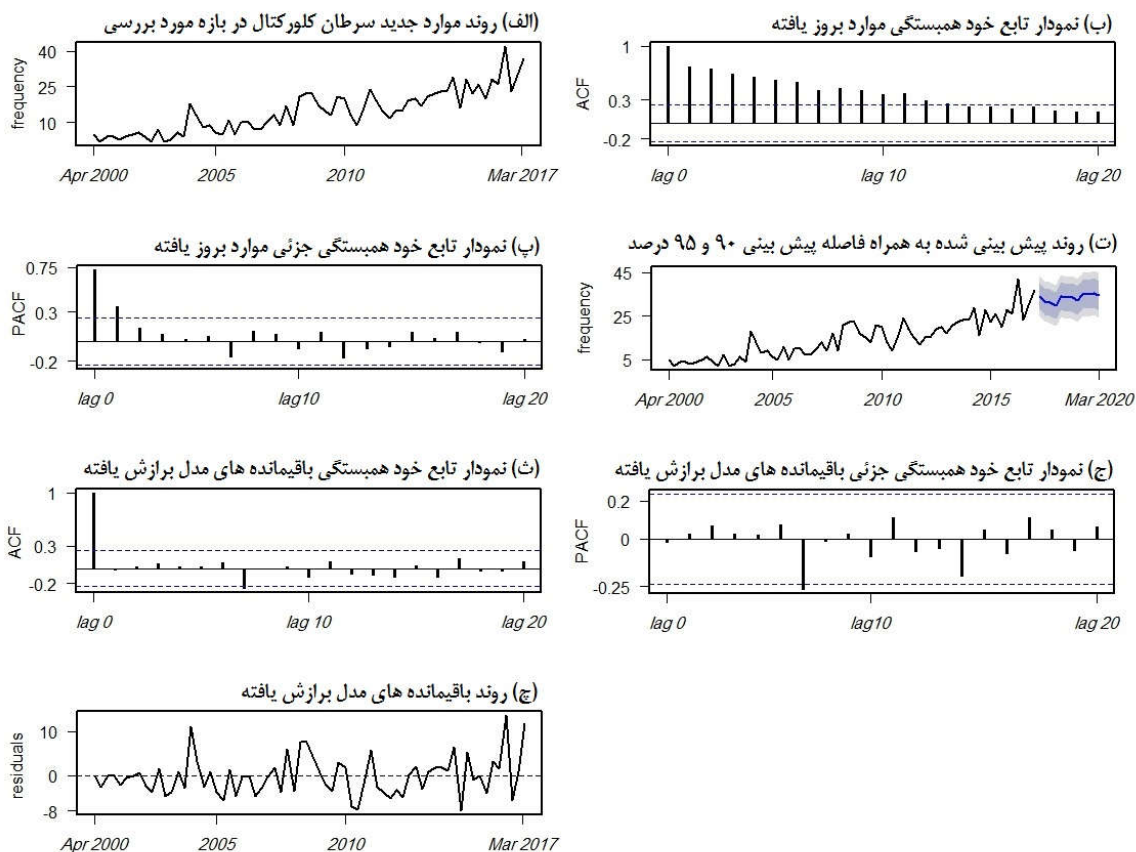 (الف) روند موارد جدید سرطان کلورکتال در بازه مورد بررسی
frequency
40
25
10
Apr 2000 2005 2010 Mar 2017
(ب) نمودار تابع خود همبستگی موارد بروز یافته
ACF
1
0.3
-0.2
lag 0 lag 10 lag 20
(پ) نمودار تابع خود همبستگی جزئی موارد بروز یافته
PACF
0.75
0.3
-0.2
lag 0 lag10 lag 20
(ت) روند پیش بینی شده به همراه فاصله پیش بینی ۹۰ و ۹۵ درصد
frequency
45
25
5
Apr 2000 2005 2010 2015 Mar 2020
(ث) نمودار تابع خود همبستگی باقیمانده های مدل برازش یافته
ACF
1
0.3
-0.2
lag 0 lag 10 lag 20
(ج) نمودار تابع خود همبستگی جزئی باقیمانده های مدل برازش یافته
PACF
0.2
0
-0.25
lag 0 lag10 lag 20
(چ) روند باقیمانده های مدل برازش یافته
residuals
10
0
-8
Apr 2000 2005 2010 Mar 2017